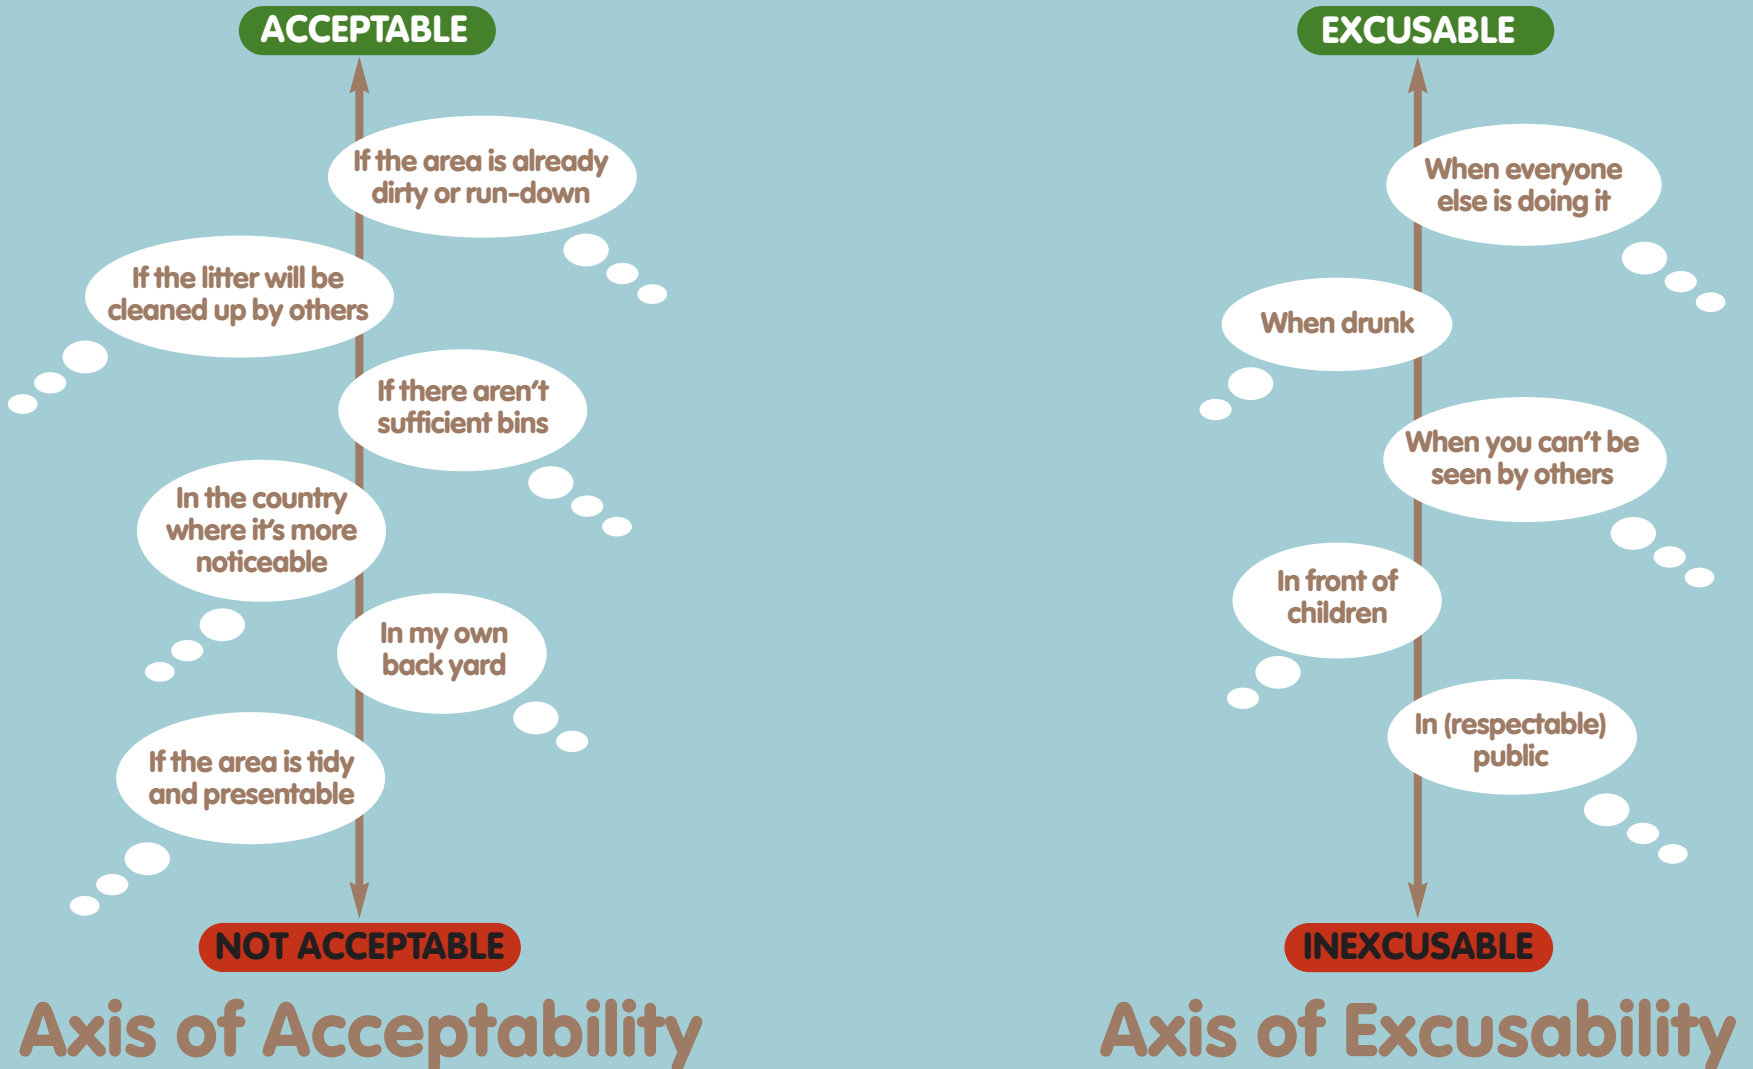 ACCEPTABLE
If the area is already
dirty or run-down
If the litter will be
cleaned up by others
If there aren't
sufficient bins
In the country
where it's more
noticeable
In my own
back yard
If the area is tidy
and presentable
NOT ACCEPTABLE
Axis of Acceptability
EXCUSABLE
When everyone
else is doing it
When drunk
When you can't be
seen by others
In front of
children
In (respectable)
public
INEXCUSABLE
Axis of Excusability